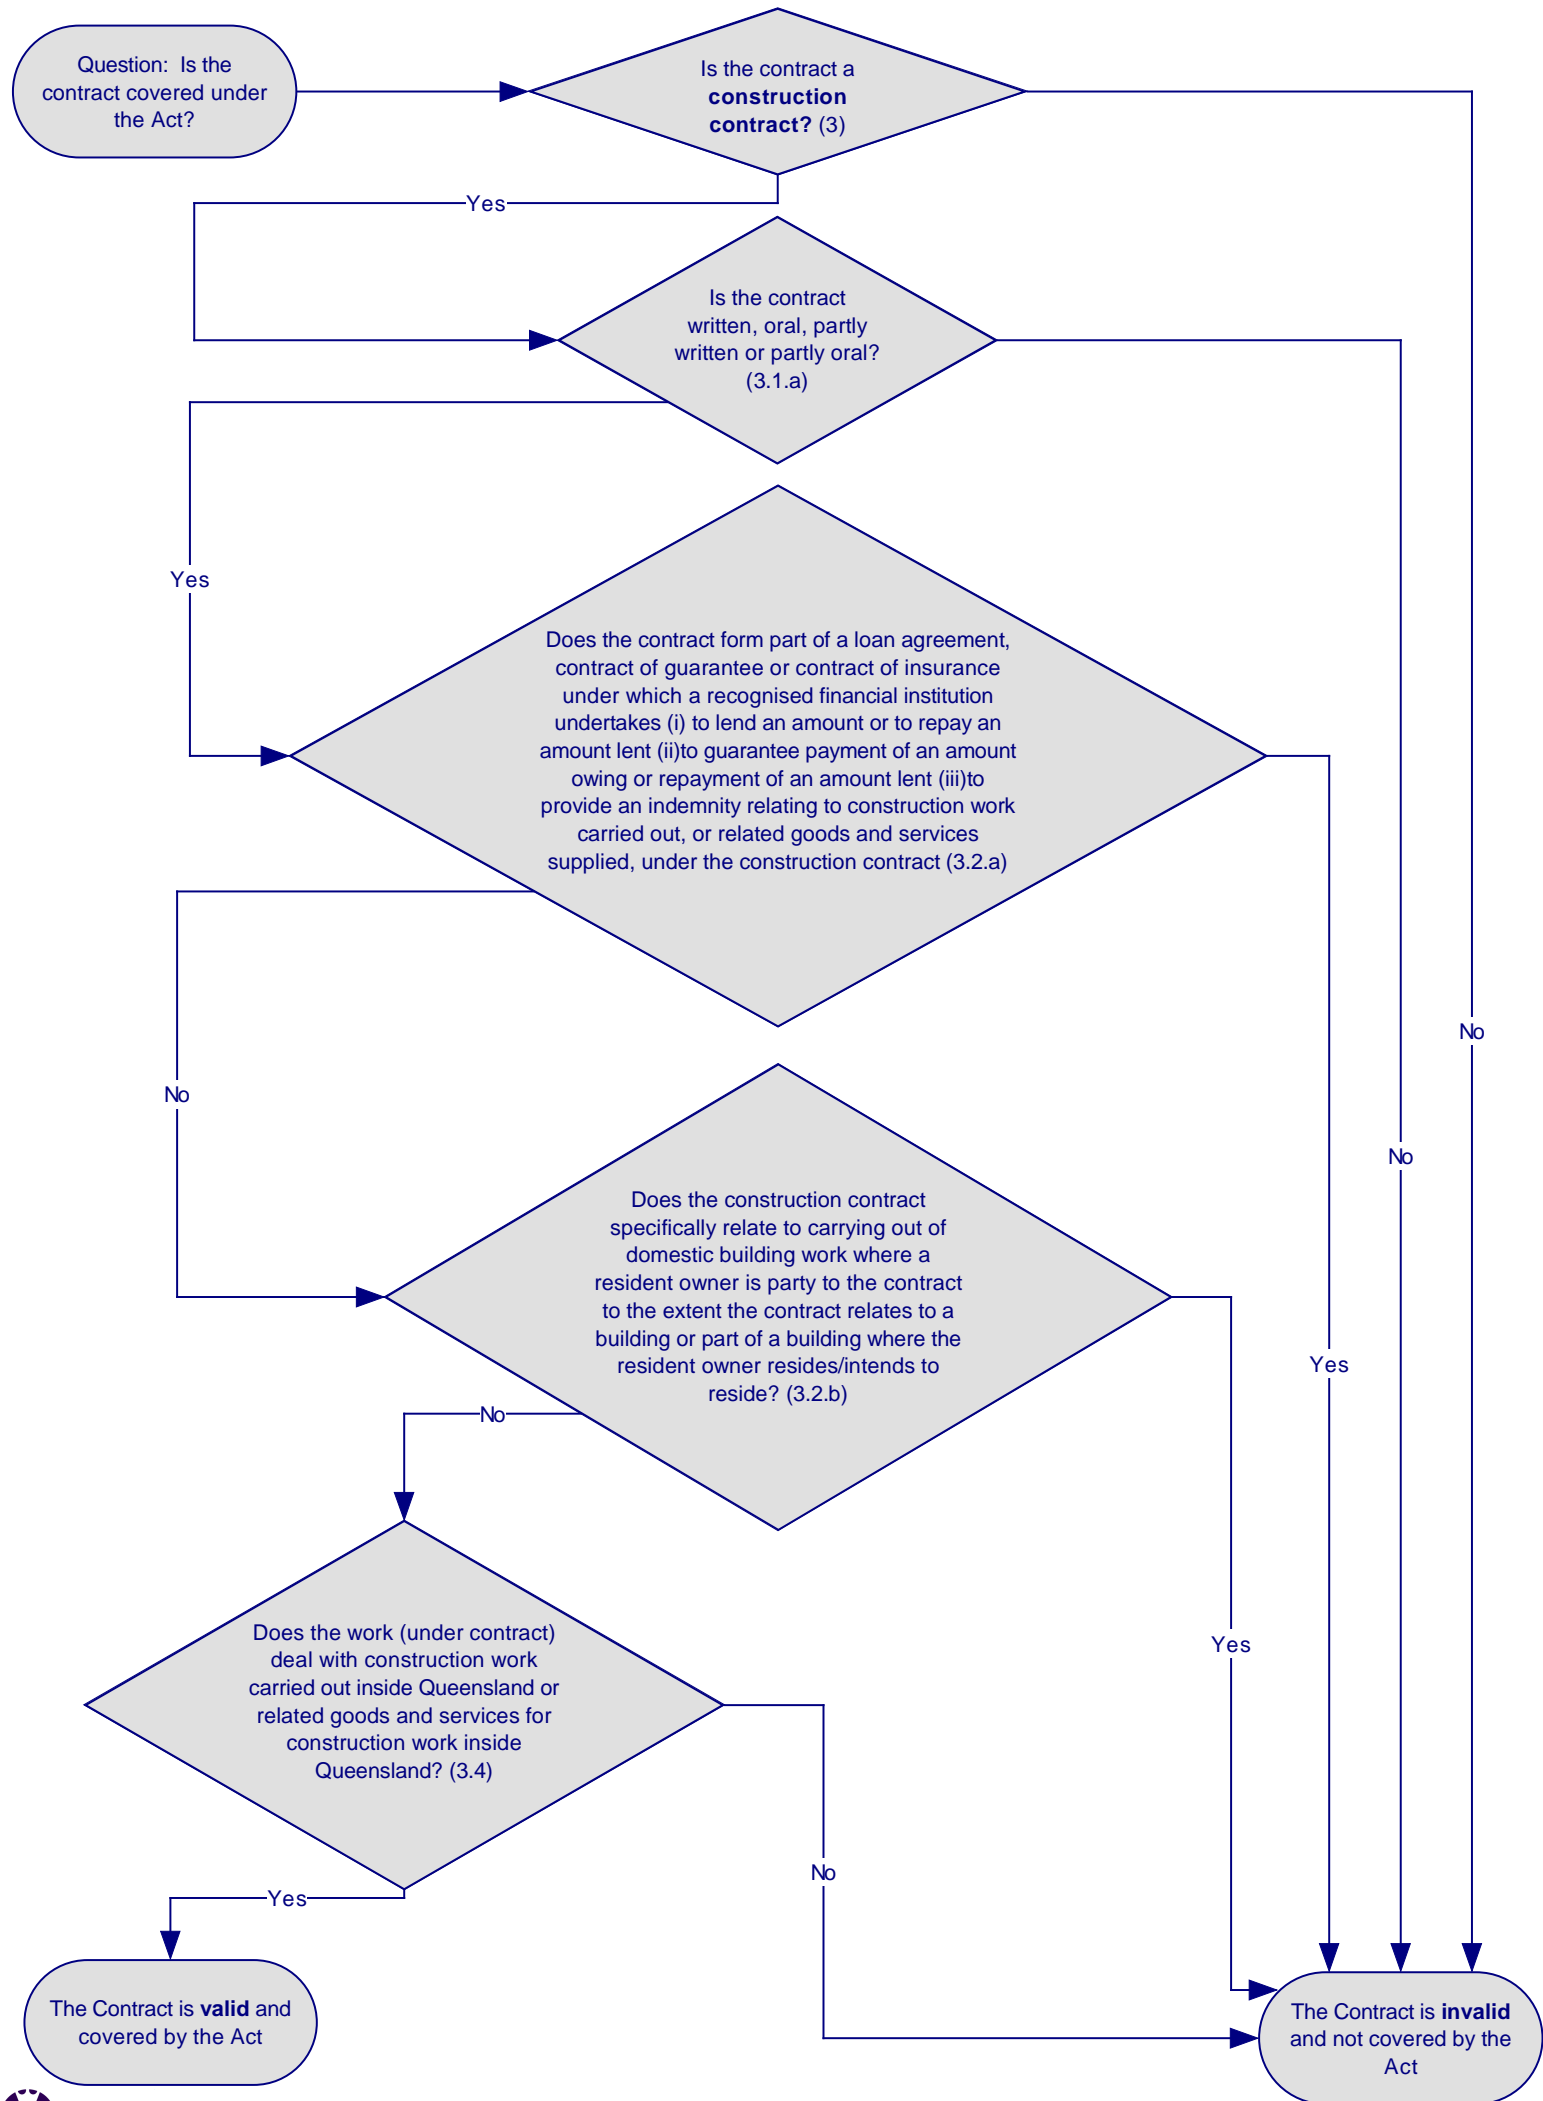 Question:  Is the
contract covered under
the Act?
Is the contract a
construction
contract? (3)
Yes
Is the contract
written, oral, partly
written or partly oral?
(3.1.a)
Yes
Does the contract form part of a loan agreement,
contract of guarantee or contract of insurance
under which a recognised financial institution
undertakes (i) to lend an amount or to repay an
amount lent (ii)to guarantee payment of an amount
owing or repayment of an amount lent (iii)to
provide an indemnity relating to construction work
carried out, or related goods and services
supplied, under the construction contract (3.2.a)
No
No
No
Does the construction contract
specifically relate to carrying out of
domestic building work where a
resident owner is party to the contract
to the extent the contract relates to a
building or part of a building where the
resident owner resides/intends to
reside? (3.2.b)
Yes
No
Does the work (under contract)
deal with construction work
carried out inside Queensland or
related goods and services for
construction work inside
Queensland? (3.4)
Yes
No
Yes
The Contract is valid and
covered by the Act
The Contract is invalid
and not covered by the
Act